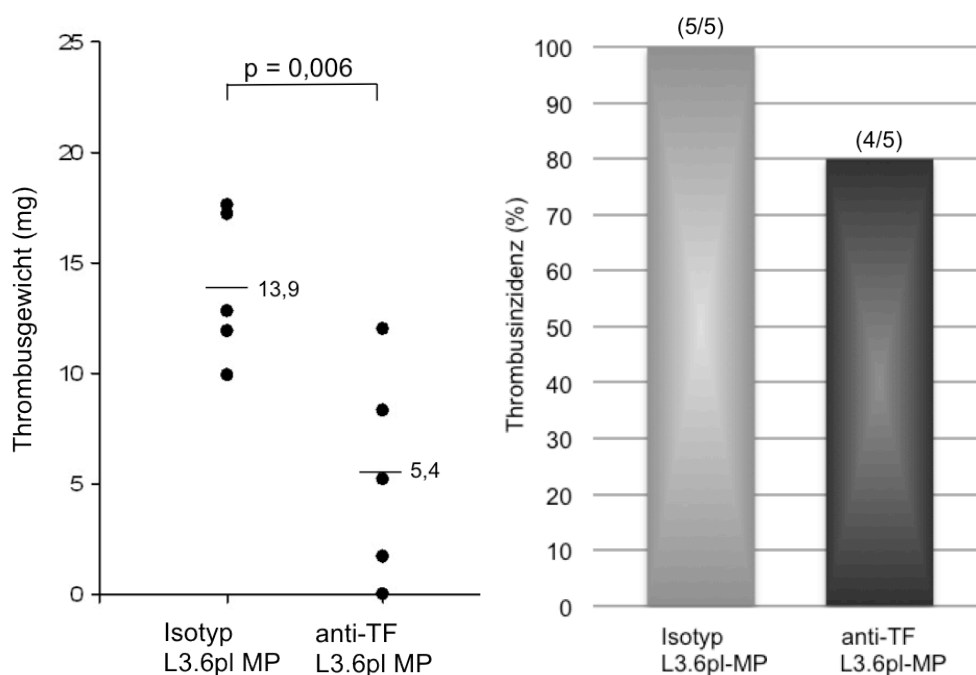 Thrombusgewicht (mg)
25
20
15
10
5
0
p = 0,006
13,9
5,4
Isotyp
L3.6pl MP
anti-TF
L3.6pl MP
Thrombusinzidenz (%)
100
90
80
70
60
50
40
30
20
10
0
(5/5)
(4/5)
Isotyp
L3.6pl-MP
anti-TF
L3.6pl-MP